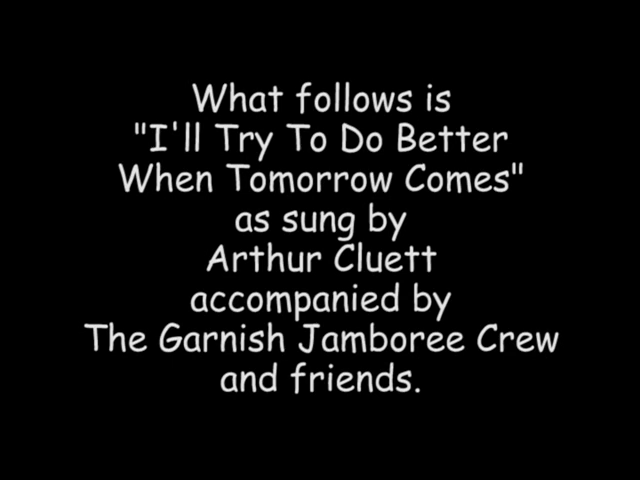 What follows is
"I'll Try To Do Better
When Tomorrow Comes"
as sung by
Arthur Cluett
accompanied by
The Garnish Jamboree Crew
and friends.